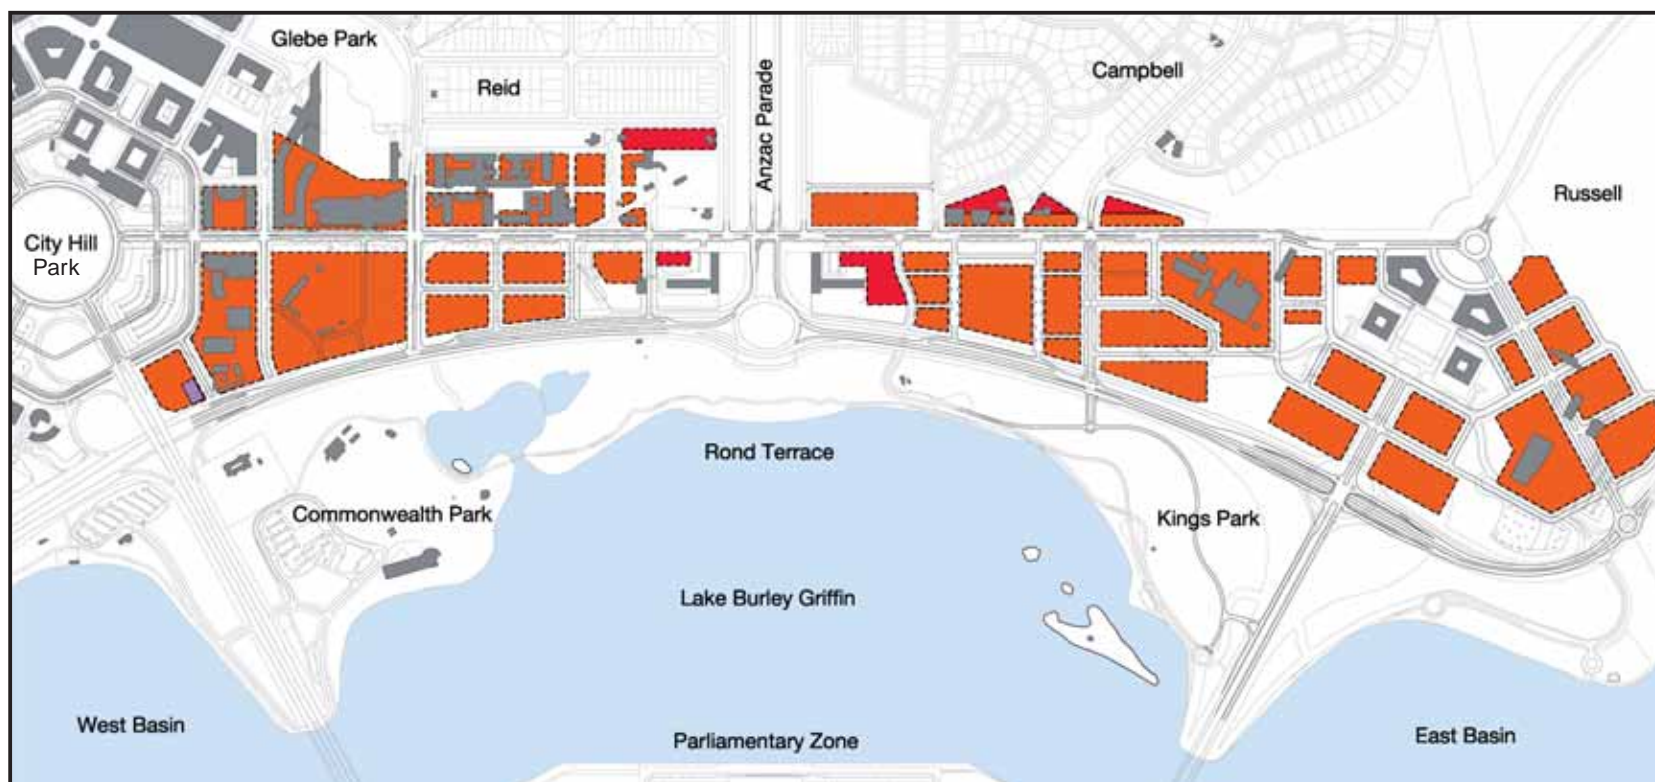 Glebe Park
Reid
Anzac Parade
Campbell
Russell
City Hill
Park
Rond Terrace
Commonwealth Park
Kings Park
Lake Burley Griffin
West Basin
Parliamentary Zone
East Basin